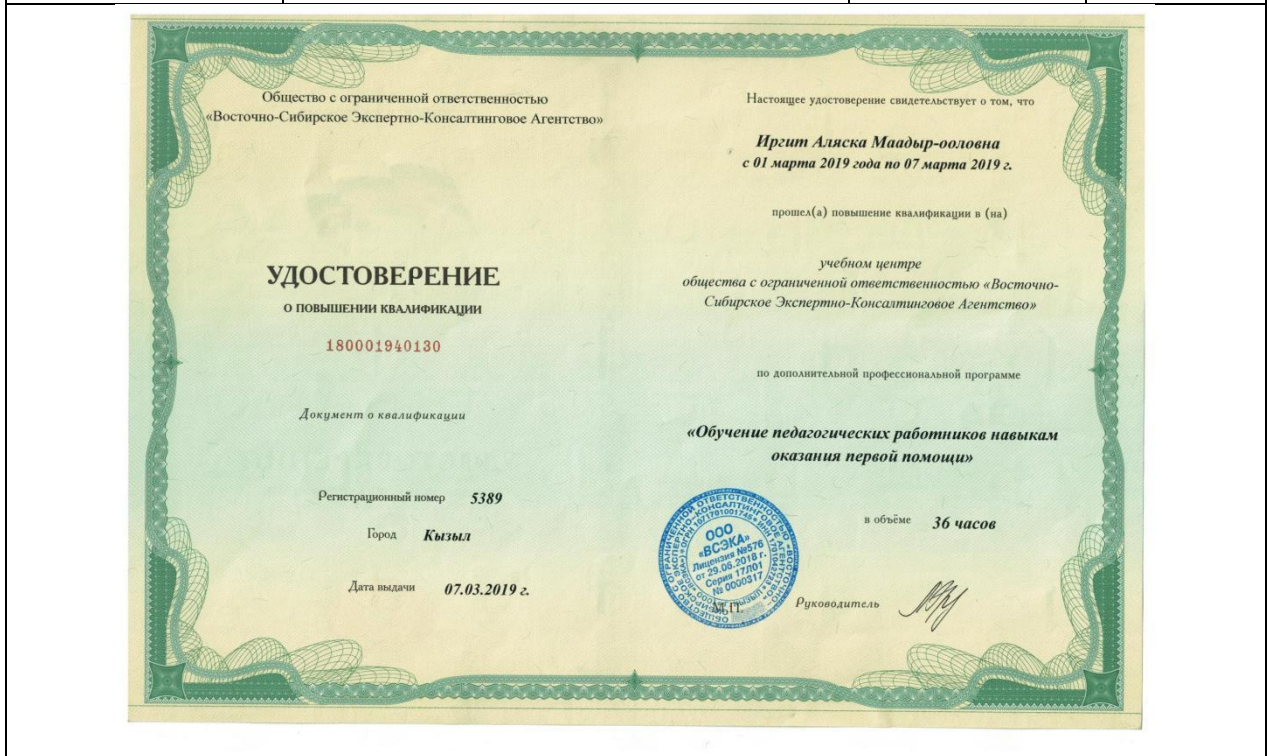 Общество с ограниченной ответственностью
«Восточно-Сибирское Экспертно-Консалтинговое Агентство»
УДОСТОВЕРЕНИЕ
О ПОВЫШЕНИИ КВАЛИФИКАЦИИ
180001940130
Документ о квалификации
Регистрационный номер 5389
Город Кызыл
Дата выдачи 07.03.2019 г.
Настоящее удостоверение свидетельствует о том, что
Иргит Аляска Маадыр-ооловна
с 01 марта 2019 года по 07 марта 2019 г.
прошел(а) повышение квалификации в (на)
учебном центре
общества с ограниченной ответственностью «Восточно-
Сибирское Экспертно-Консалтинговое Агентство»
по дополнительной профессиональной программе
«Обучение педагогических работников навыкам
оказания первой помощи»
в объёме 36 часов
ООО
«ВСЭКА»
Лицензия №576
от 29.06.2016 г.
Серия 17Л01
№ 0000317
М.П.
Руководитель